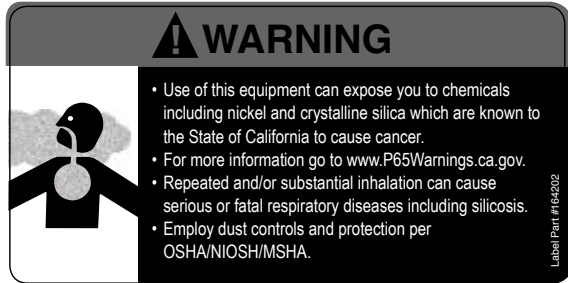 WARNING
• Use of this equipment can expose you to chemicals
including nickel and crystalline silica which are known to
the State of California to cause cancer.
• For more information go to www.P65Warnings.ca.gov.
• Repeated and/or substantial inhalation can cause
serious or fatal respiratory diseases including silicosis.
• Employ dust controls and protection per
OSHA/NIOSH/MSHA.
Label Part #164202